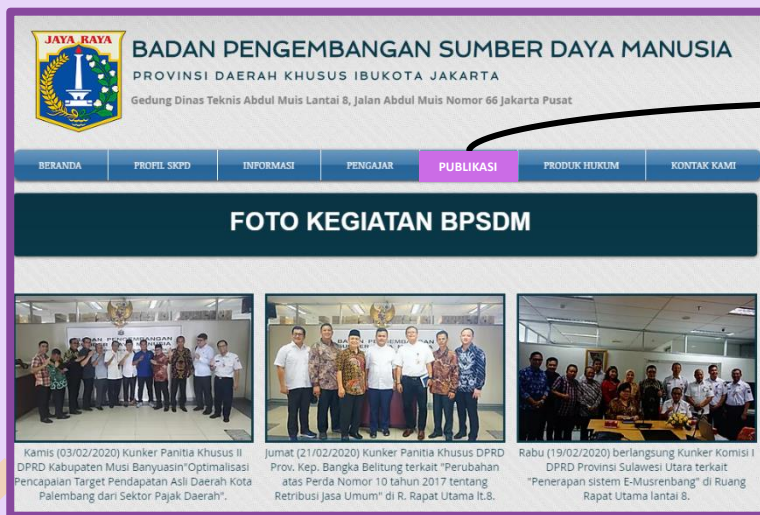 JAYA RAYA
BADAN PENGEMBANGAN SUMBER DAYA MANUSIA
PROVINSI DAERAH KHUSUS IBUKOTA JAKARTA
Gedung Dinas Teknis Abdul Muis Lantai 8, Jalan Abdul Muis Nomor 66 Jakarta Pusat
BERANDA PROFIL SKPD INFORMASI PENGAJAR PUBLIKASI PRODUK HUKUM KONTAK KAMI
FOTO KEGIATAN BPSDM
BADAN PENGEMBANGAN
SUMBER DAYA MANUSIA
Kamis (03/02/2020) Kunker Panitia Khusus II
DPRD Kabupaten Musi Banyuasin"Optimalisasi
Pencapaian Target Pendapatan Asli Daerah Kota
Palembang dari Sektor Pajak Daerah".
Jumat (21/02/2020) Kunker Panitia Khusus DPRD
Prov. Kep. Bangka Belitung terkait "Perubahan
atas Perda Nomor 10 tahun 2017 tentang
Retribusi Jasa Umum" di R. Rapat Utama lt.8.
Rabu (19/02/2020) berlangsung Kunker Komisi I
DPRD Provinsi Sulawesi Utara terkait
"Penerapan sistem E-Musrenbang" di Ruang
Rapat Utama lantai 8.